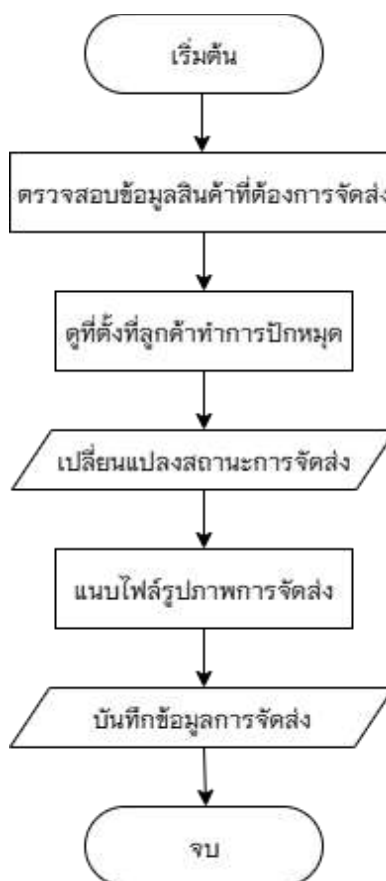 เริ่มต้น
ตรวจสอบข้อมูลสินค้าที่ต้องการจัดส่ง
ดูที่ตั้งที่ลูกค้าทำการปักหมุด
เปลี่ยนแปลงสถานะการจัดส่ง
แนบไฟล์รูปภาพการจัดส่ง
บันทึกข้อมูลการจัดส่ง
จบ